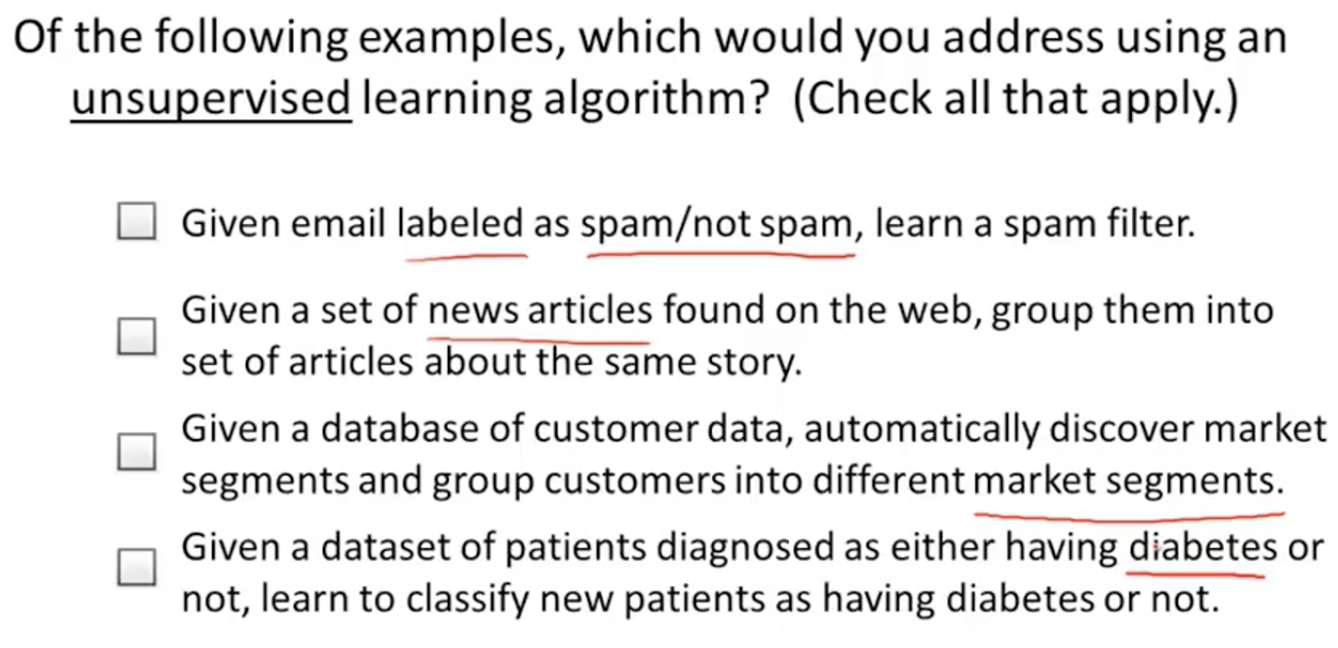 Of the following examples, which would you address using an
unsupervised learning algorithm? (Check all that apply.)
Given email labeled as spam/not spam, learn a spam filter.
Given a set of news articles found on the web, group them into
set of articles about the same story.
Given a database of customer data, automatically discover market
segments and group customers into different market segments.
Given a dataset of patients diagnosed as either having diabetes or
not, learn to classify new patients as having diabetes or not.